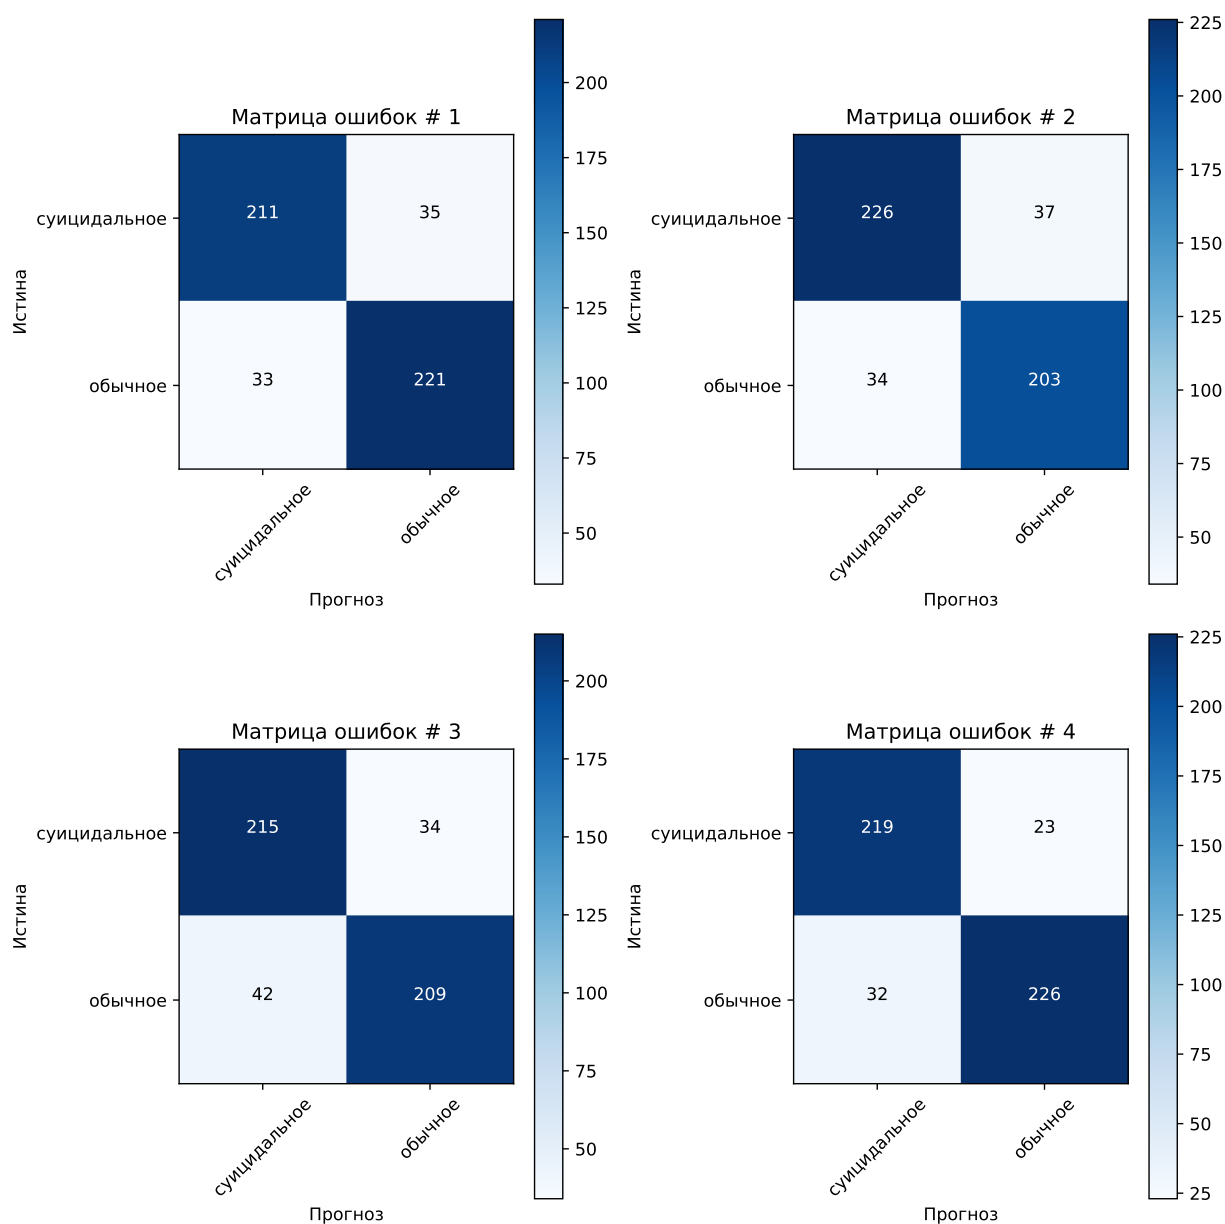 Матрица ошибок # 1
суицидальное
обычное
Истина
211
35
33
221
суицидальное
обычное
Прогноз
200
175
150
125
100
75
50
Матрица ошибок # 2
суицидальное
обычное
Истина
226
37
34
203
суицидальное
обычное
Прогноз
225
200
175
150
125
100
75
50
Матрица ошибок # 3
суицидальное
обычное
Истина
215
34
42
209
суицидальное
обычное
Прогноз
200
175
150
125
100
75
50
Матрица ошибок # 4
суицидальное
обычное
Истина
219
23
32
226
суицидальное
обычное
Прогноз
225
200
175
150
125
100
75
50
25